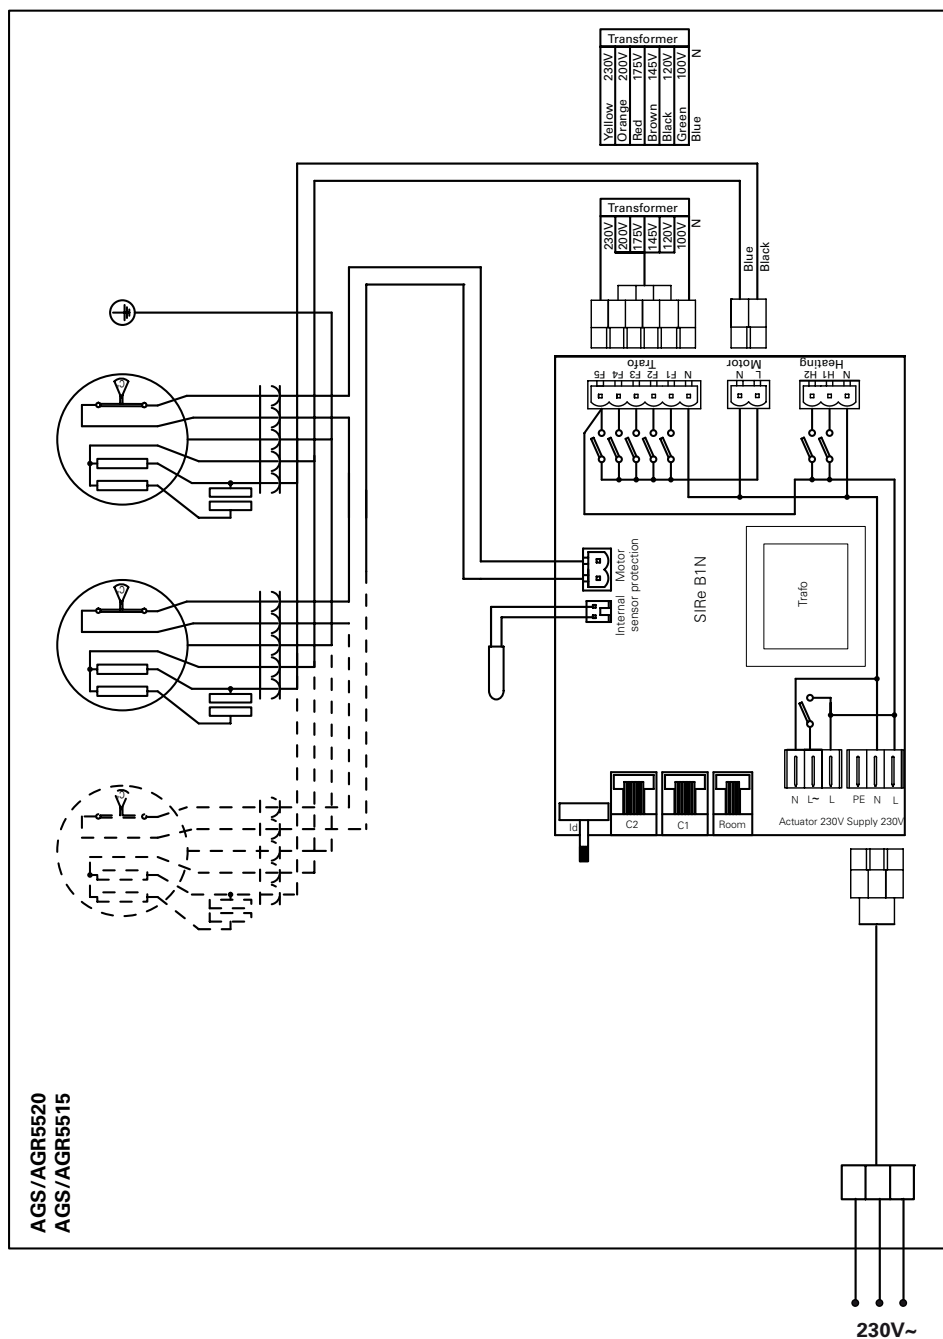 Transformer
Yellow 230V
Orange 200V
Red 175V
Brown 145V
Black 120V
Green 100V
Blue N
Transformer
230V
200V
175V
145V
120V
100V
N
Blue
Black
Trafo
F5 F4 F3 F2 F1 N
Motor
N L
Heating
H2 H1 N
Motor
Internal
sensor protection
SIRe B1N
Trafo
N L~ L PE N L
Actuator 230V Supply 230V
Id C2 C1 Room
AGS/AGR5520
AGS/AGR5515
230V~